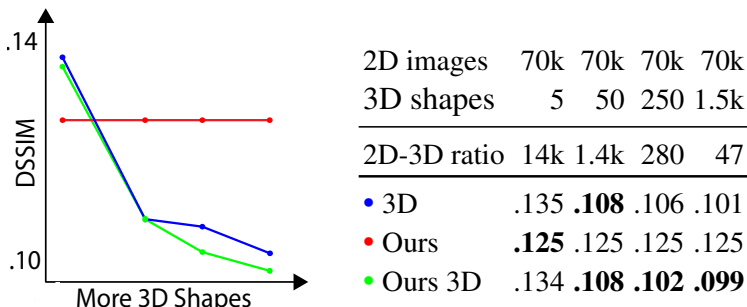 .14
DSSIM
.10
More 3D Shapes
2D images 70k 70k 70k 70k
3D shapes 5 50 250 1.5k
2D-3D ratio 14k 1.4k 280 47
• 3D .135 .108 .106 .101
• Ours .125 .125 .125 .125
• Ours 3D .134 .108 .102 .099